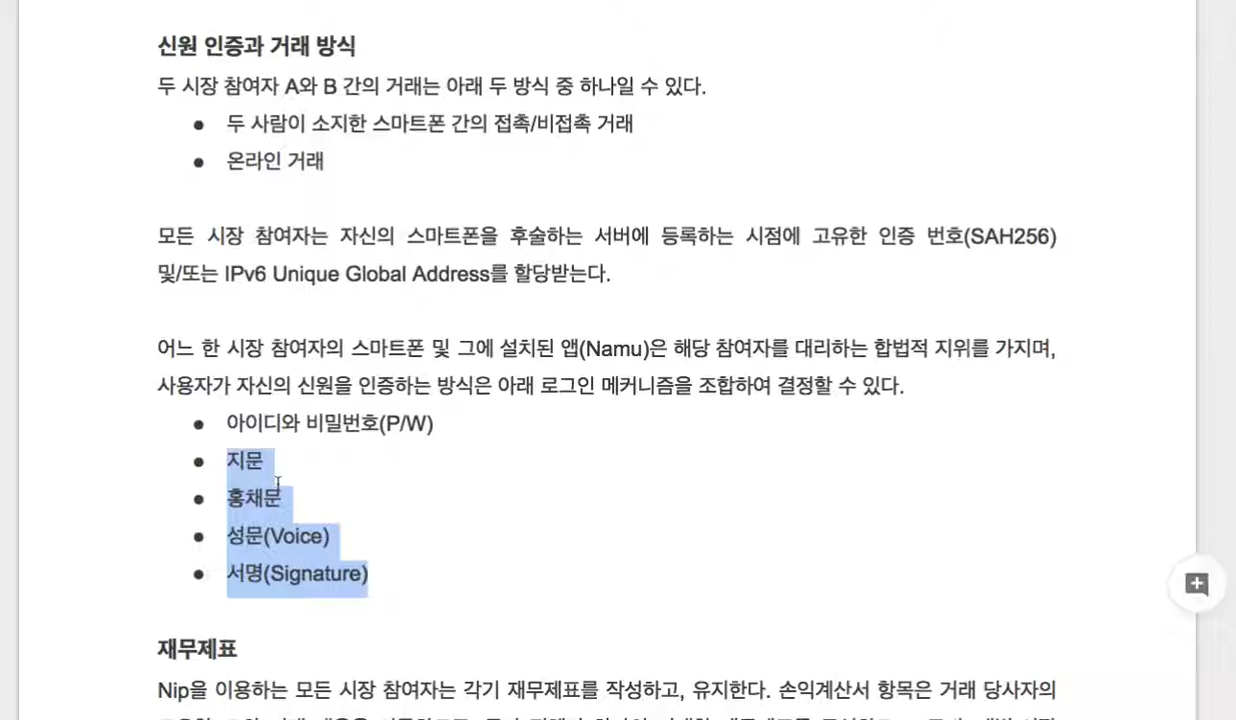 신원 인증과 거래 방식
두 시장 참여자 A와 B 간의 거래는 아래 두 방식 중 하나일 수 있다.
● 두 사람이 소지한 스마트폰 간의 접촉/비접촉 거래
● 온라인 거래
모든 시장 참여자는 자신의 스마트폰을 후술하는 서버에 등록하는 시점에 고유한 인증 번호(SAH256)
및/또는 IPv6 Unique Global Address를 할당받는다.
어느 한 시장 참여자의 스마트폰 및 그에 설치된 앱(Namu)은 해당 참여자를 대리하는 합법적 지위를 가지며,
사용자가 자신의 신원을 인증하는 방식은 아래 로그인 메커니즘을 조합하여 결정할 수 있다.
● 아이디와 비밀번호(P/W)
● 지문
● 홍채문
● 성문(Voice)
● 서명(Signature)
재무제표
Nip을 이용하는 모든 시장 참여자는 각기 재무제표를 작성하고, 유지한다. 손익계산서 항목은 거래 당사자의